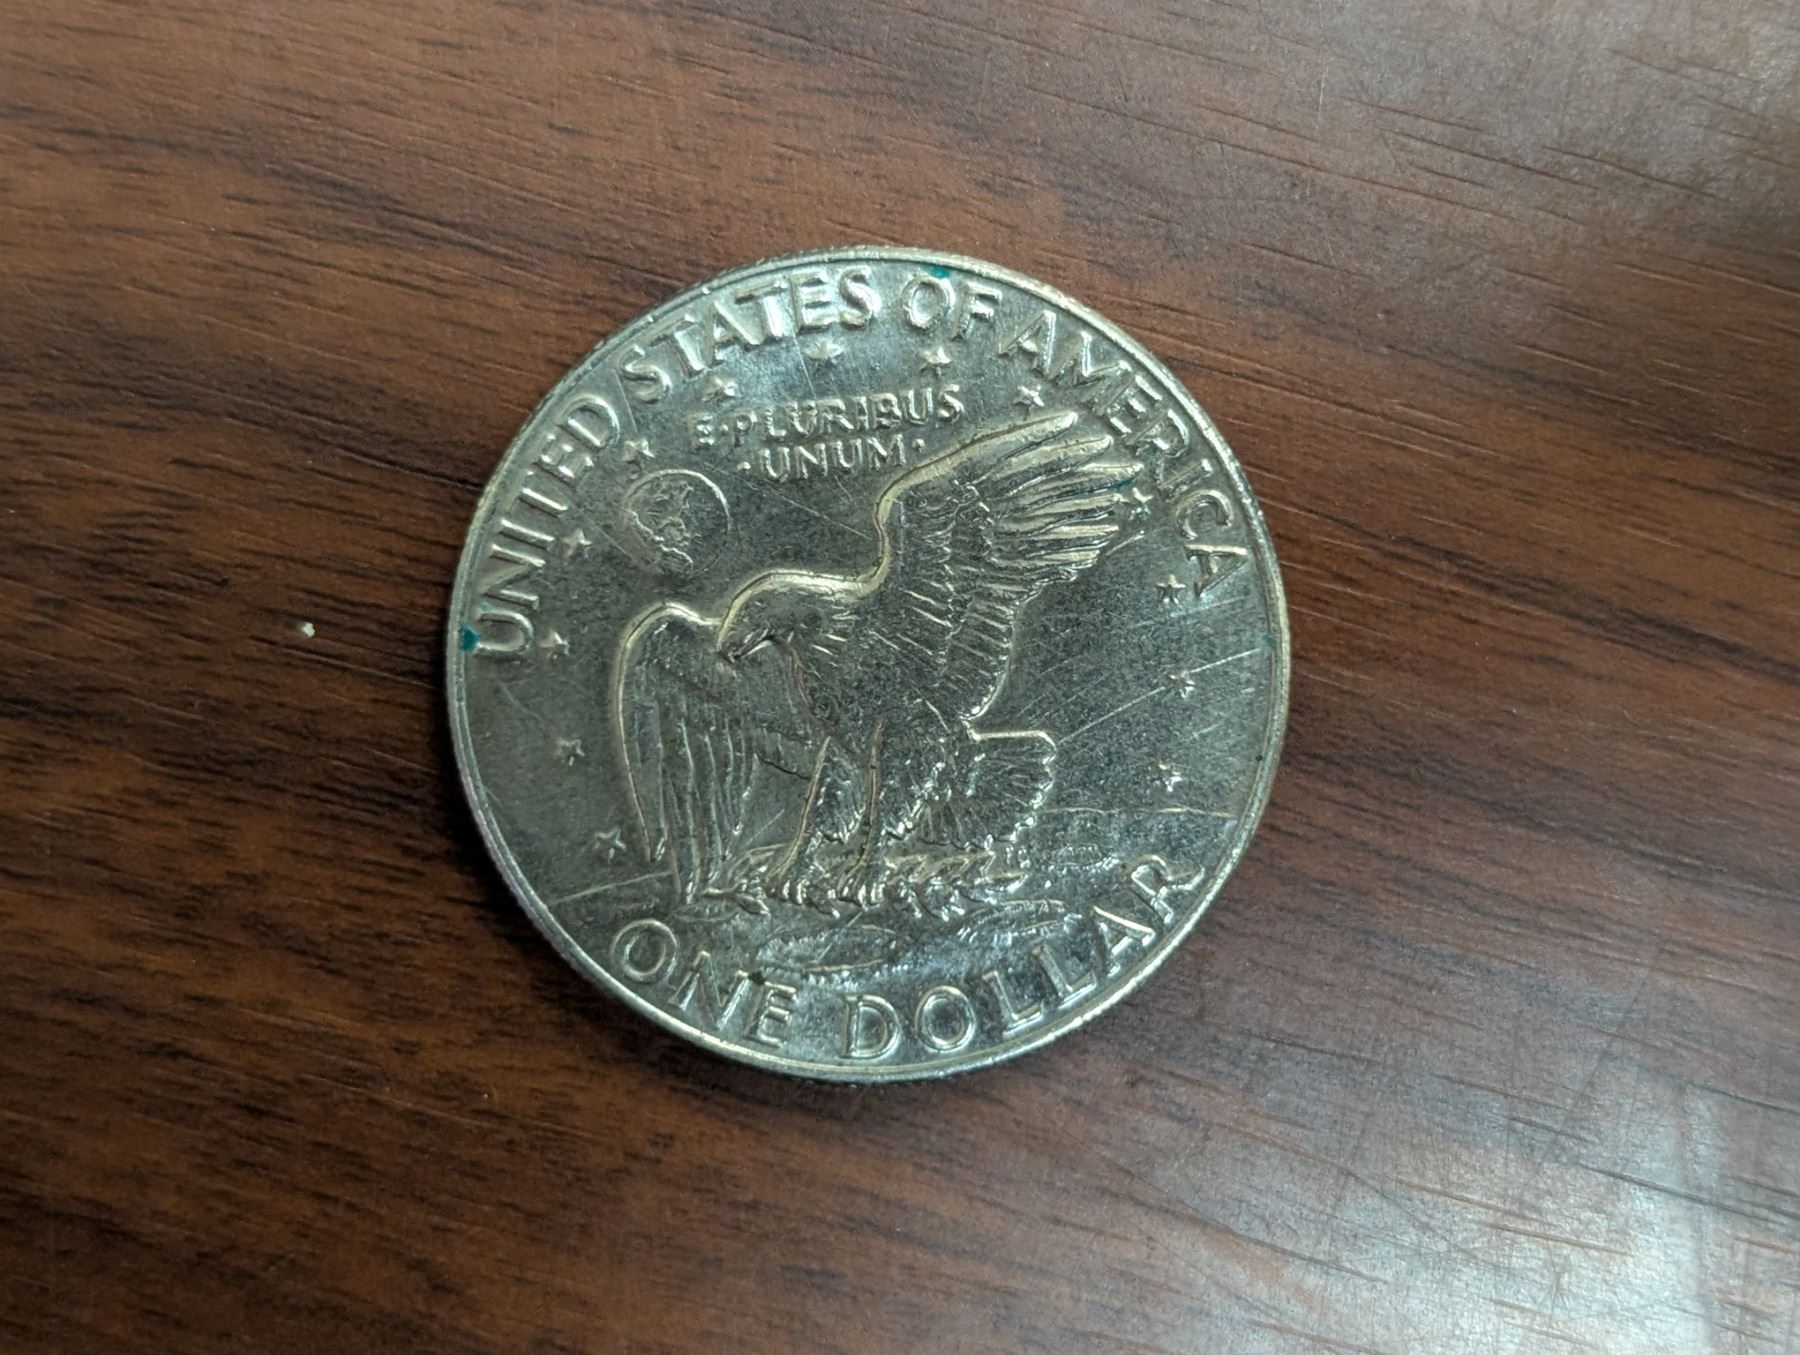 UNITED STATES OF AMERICA
E·PLURIBUS
·UNUM·
ONE DOLLAR